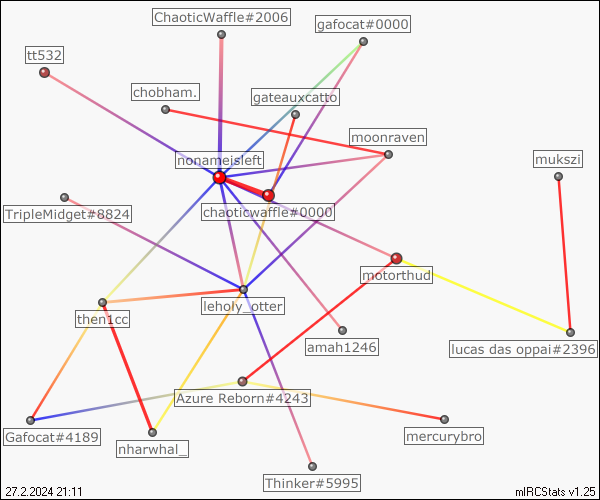 ChaoticWaffle#2006
gafocat#0000
tt532
chobham.
gateauxcatto
moonraven
nonameisleft
mukszi
TripleMidget#8824
chaoticwaffle#0000
motorthud
leholy_otter
then1cc
amah1246
lucas das oppai#2396
Azure Reborn#4243
Gafocat#4189
mercurybro
nharwhal_
Thinker#5995
27.2.2024 21:11
mIRCStats v1.25